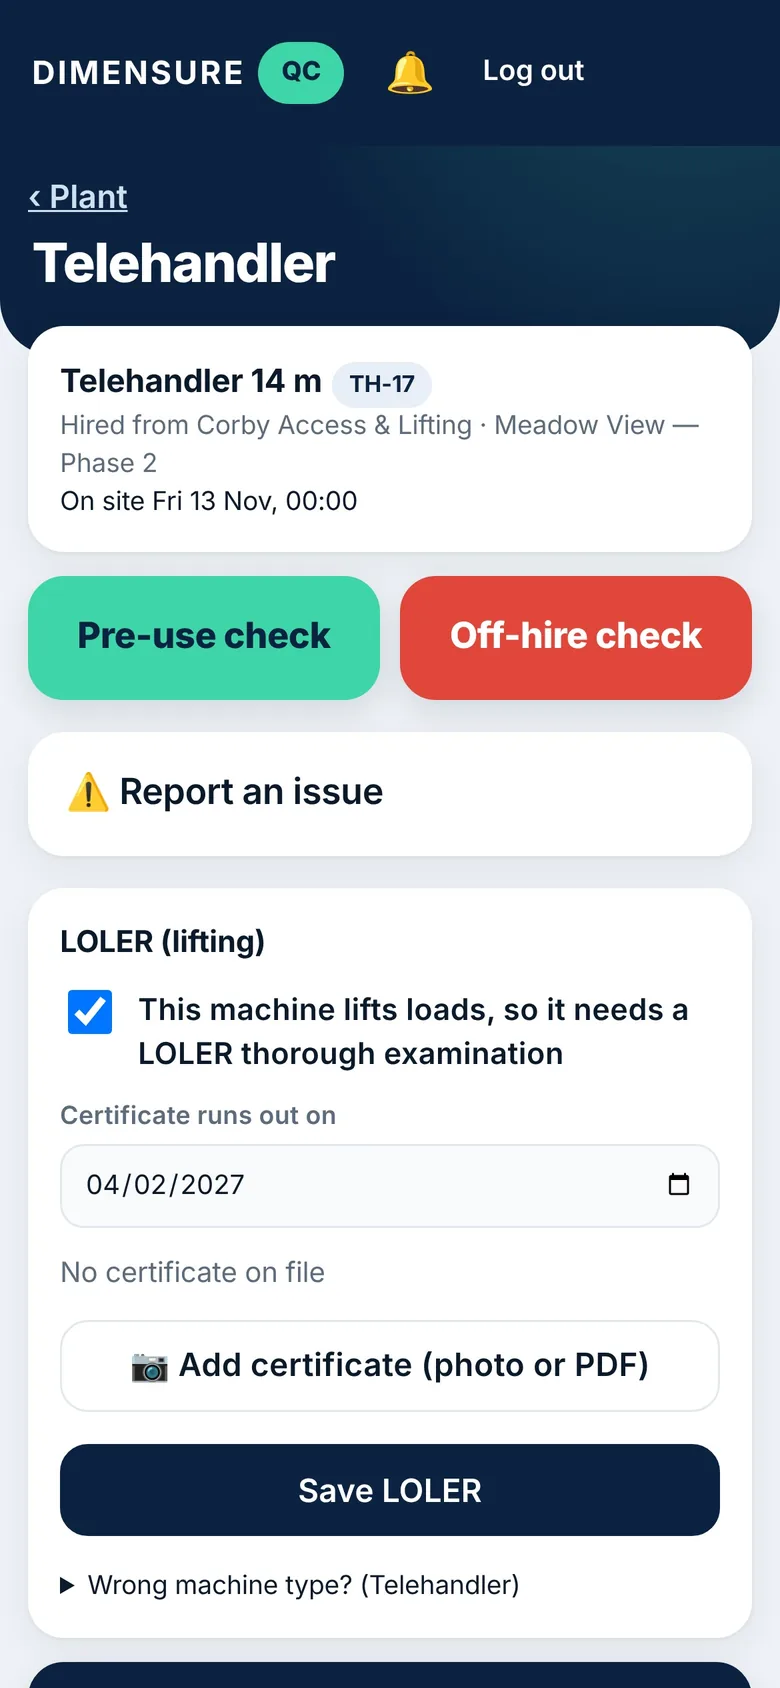 DIMENSURE QC 🔔 Log out
‹ Plant
Telehandler
Telehandler 14 m TH-17
Hired from Corby Access & Lifting · Meadow View —
Phase 2
On site Fri 13 Nov, 00:00
Pre-use check
Off-hire check
⚠️ Report an issue
LOLER (lifting)
This machine lifts loads, so it needs a
LOLER thorough examination
Certificate runs out on
04/02/2027
No certificate on file
📷 Add certificate (photo or PDF)
Save LOLER
▶ Wrong machine type? (Telehandler)